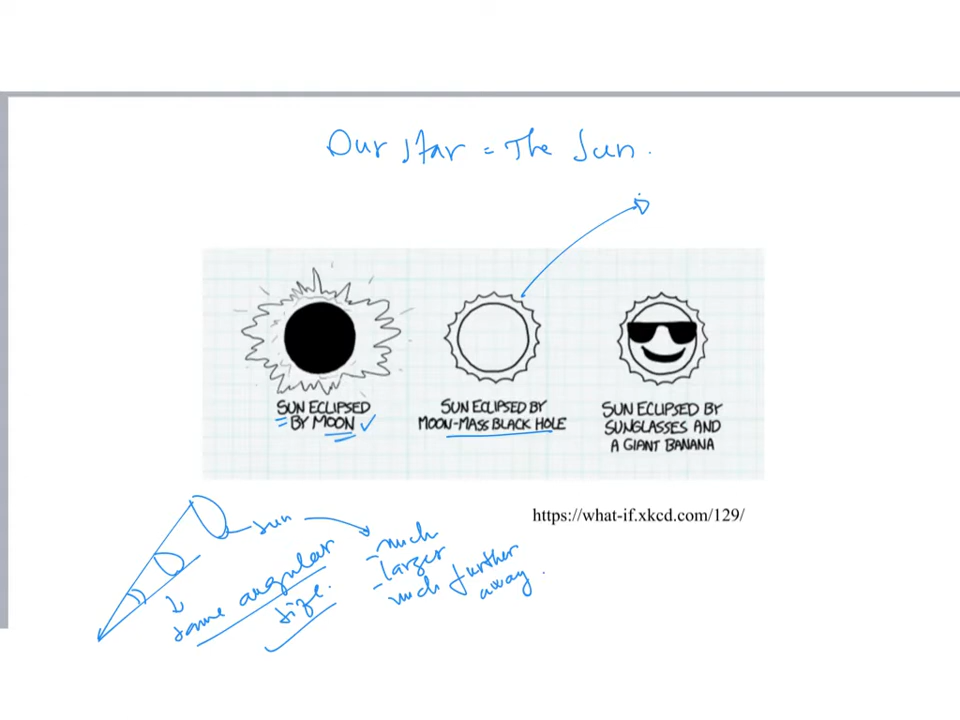 Our star = The Sun.
SUN ECLIPSED
BY MOON
SUN ECLIPSED BY
MOON-MASS BLACK HOLE
SUN ECLIPSED BY
SUNGLASSES AND
A GIANT BANANA
https://what-if.xkcd.com/129/
sun
same angular
size.
- much
larger
- much further
away.